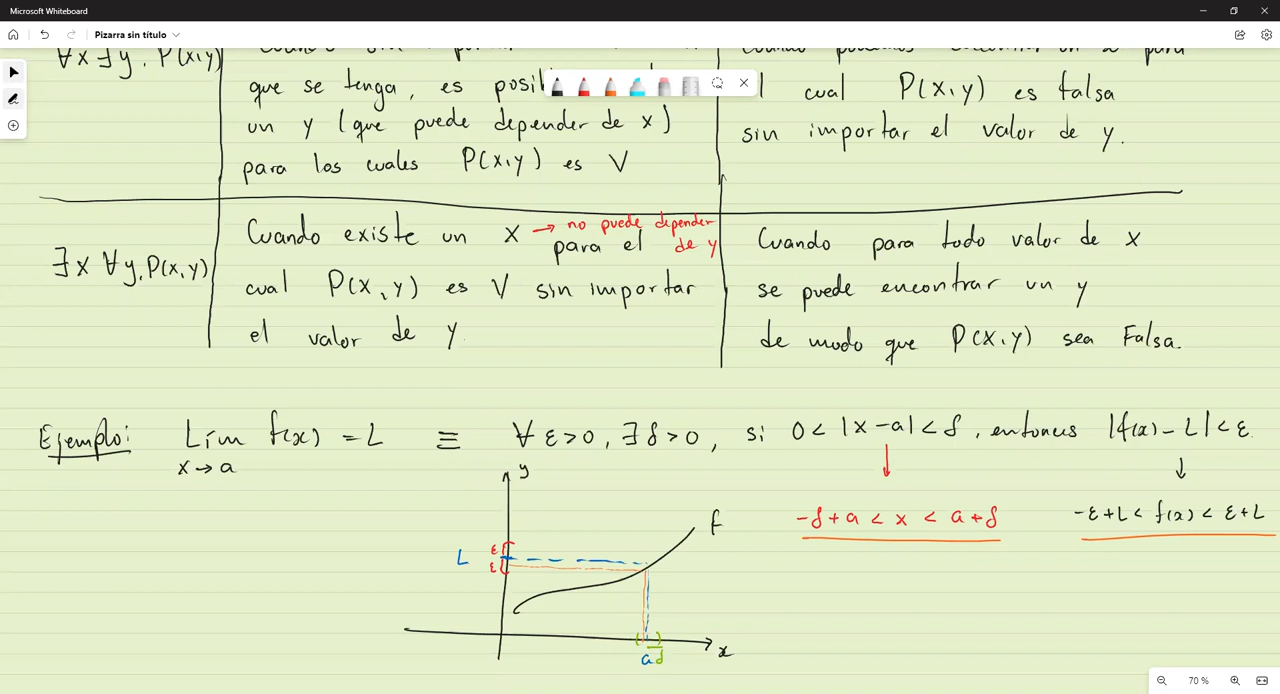 Microsoft Whiteboard
Pizarra sin título
∀x∃y. P(x,y)
que se tenga, es
un y (que puede depender de x)
para los cuales P(x,y) es V
cual P(x,y) es falsa
sin importar el valor de y.
∃x ∀y, P(x,y)
Cuando existe un x → no puede depender de y
para el
cual P(x,y) es V sin importar
el valor de y.
Cuando para todo valor de x
se puede encontrar un y
de modo que P(x,y) sea Falsa.
Ejemplo: Lím f(x) = L ≡ ∀ε>0, ∃δ>0, si 0<|x-a|<δ, entonces |f(x)-L|<ε.
x→a
y
-δ+a < x < a+δ
-ε+L < f(x) < ε+L
f
L
ε
ε
a δ
x
70 %